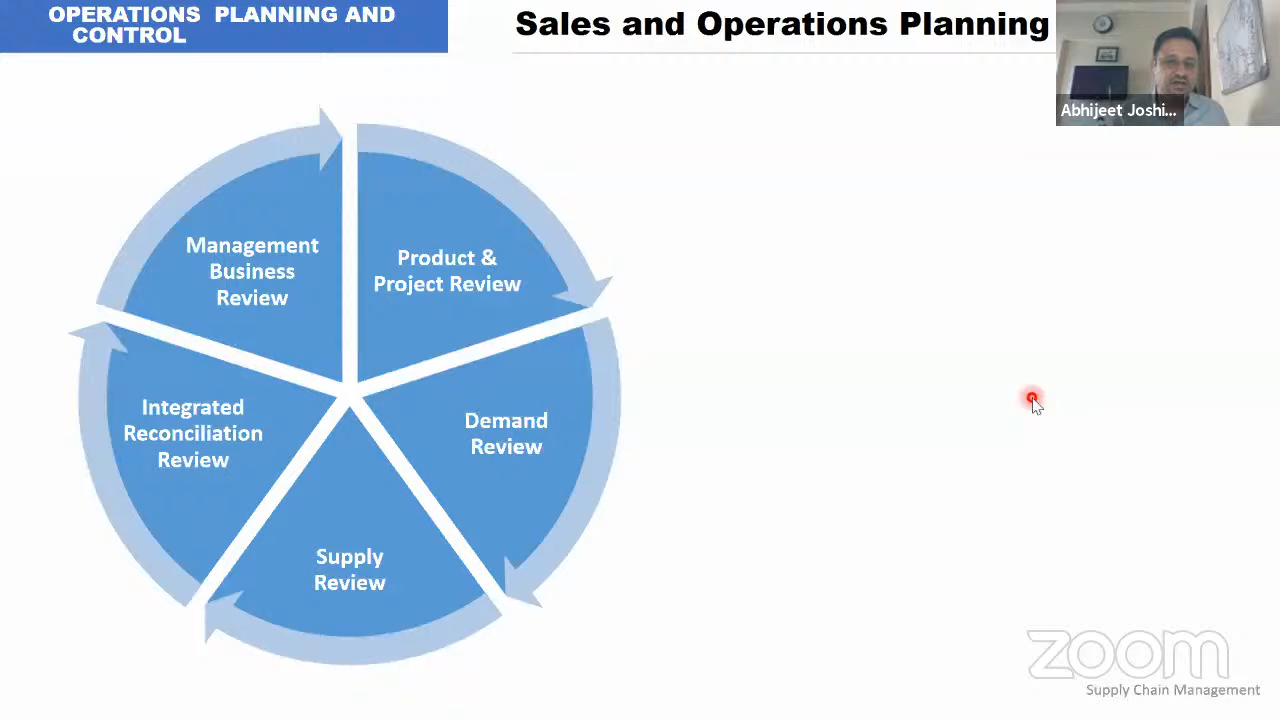 OPERATIONS PLANNING AND
CONTROL
Sales and Operations Planning
Abhijeet Joshi...
Management
Business
Review
Product &
Project Review
Integrated
Reconciliation
Review
Demand
Review
Supply
Review
zoom
Supply Chain Management